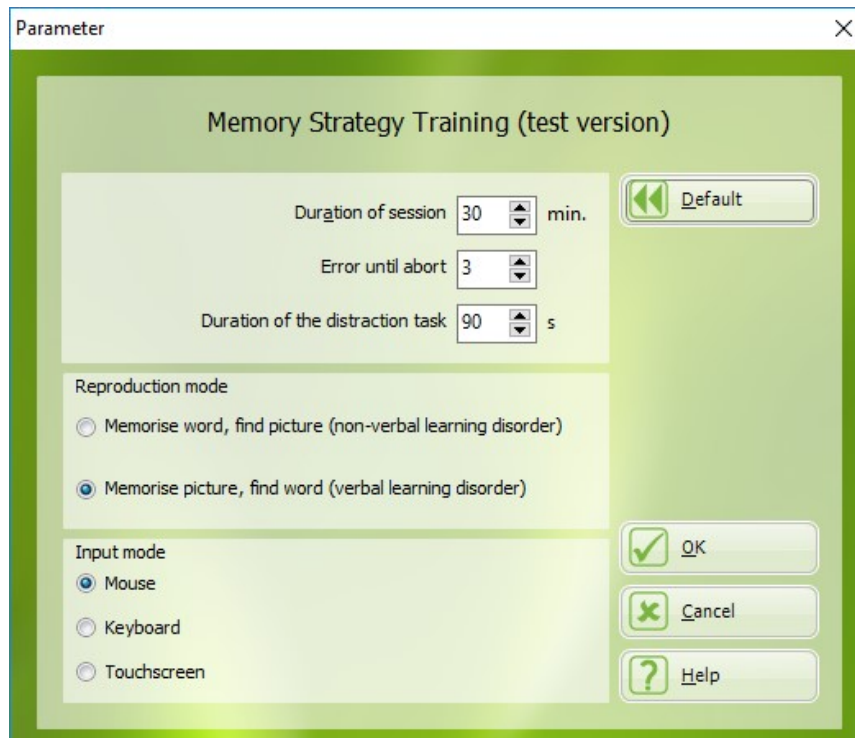 Parameter
Memory Strategy Training (test version)
Duration of session 30 min.
Default
Error until abort 3
Duration of the distraction task 90 s
Reproduction mode
Memorise word, find picture (non-verbal learning disorder)
Memorise picture, find word (verbal learning disorder)
Input mode
Mouse
Keyboard
Touchscreen
OK
Cancel
Help